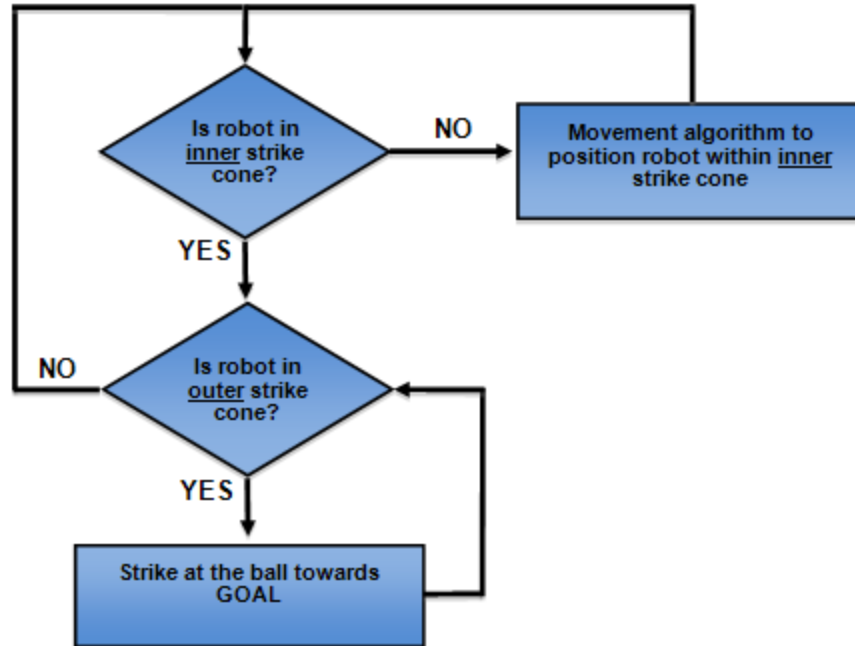 Is robot in
inner strike
cone?
NO
Movement algorithm to
position robot within inner
strike cone
YES
Is robot in
outer strike
cone?
NO
YES
Strike at the ball towards
GOAL